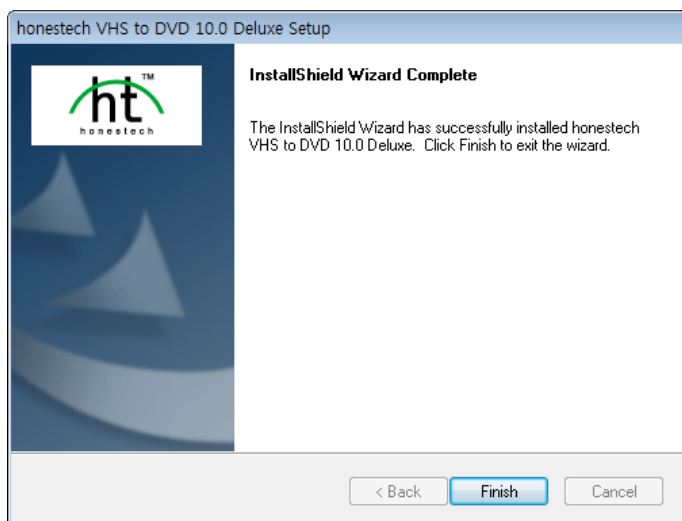 honestech VHS to DVD 10.0 Deluxe Setup
ht™
honestech
InstallShield Wizard Complete
The InstallShield Wizard has successfully installed honestech
VHS to DVD 10.0 Deluxe. Click Finish to exit the wizard.
< Back
Finish
Cancel